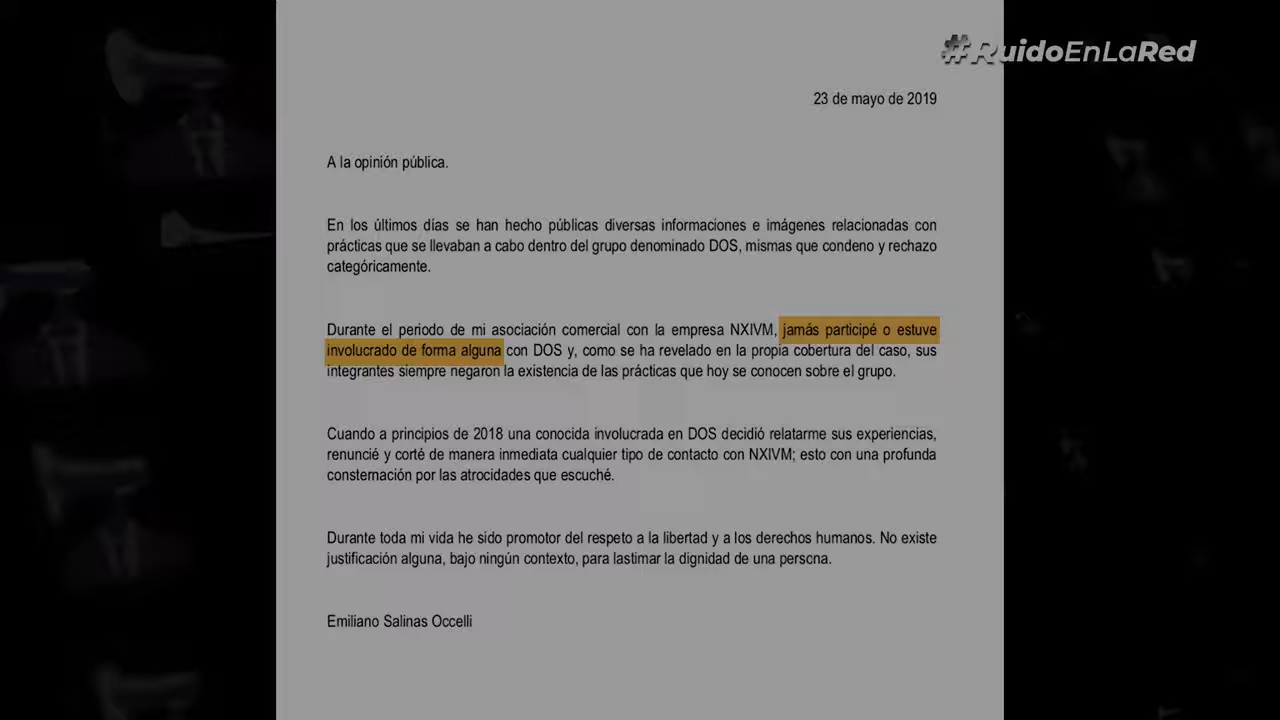 #RuidoEnLaRed
23 de mayo de 2019
A la opinión pública.
En los últimos días se han hecho públicas diversas informaciones e imágenes relacionadas con
prácticas que se llevaban a cabo dentro del grupo denominado DOS, mismas que condeno y rechazo
categóricamente.
Durante el periodo de mi asociación comercial con la empresa NXIVM, jamás participé o estuve
involucrado de forma alguna con DOS y, como se ha revelado en la propia cobertura del caso, sus
integrantes siempre negaron la existencia de las prácticas que hoy se conocen sobre el grupo.
Cuando a principios de 2018 una conocida involucrada en DOS decidió relatarme sus experiencias,
renuncié y corté de manera inmediata cualquier tipo de contacto con NXIVM; esto con una profunda
consternación por las atrocidades que escuché.
Durante toda mi vida he sido promotor del respeto a la libertad y a los derechos humanos. No existe
justificación alguna, bajo ningún contexto, para lastimar la dignidad de una persona.
Emiliano Salinas Occelli